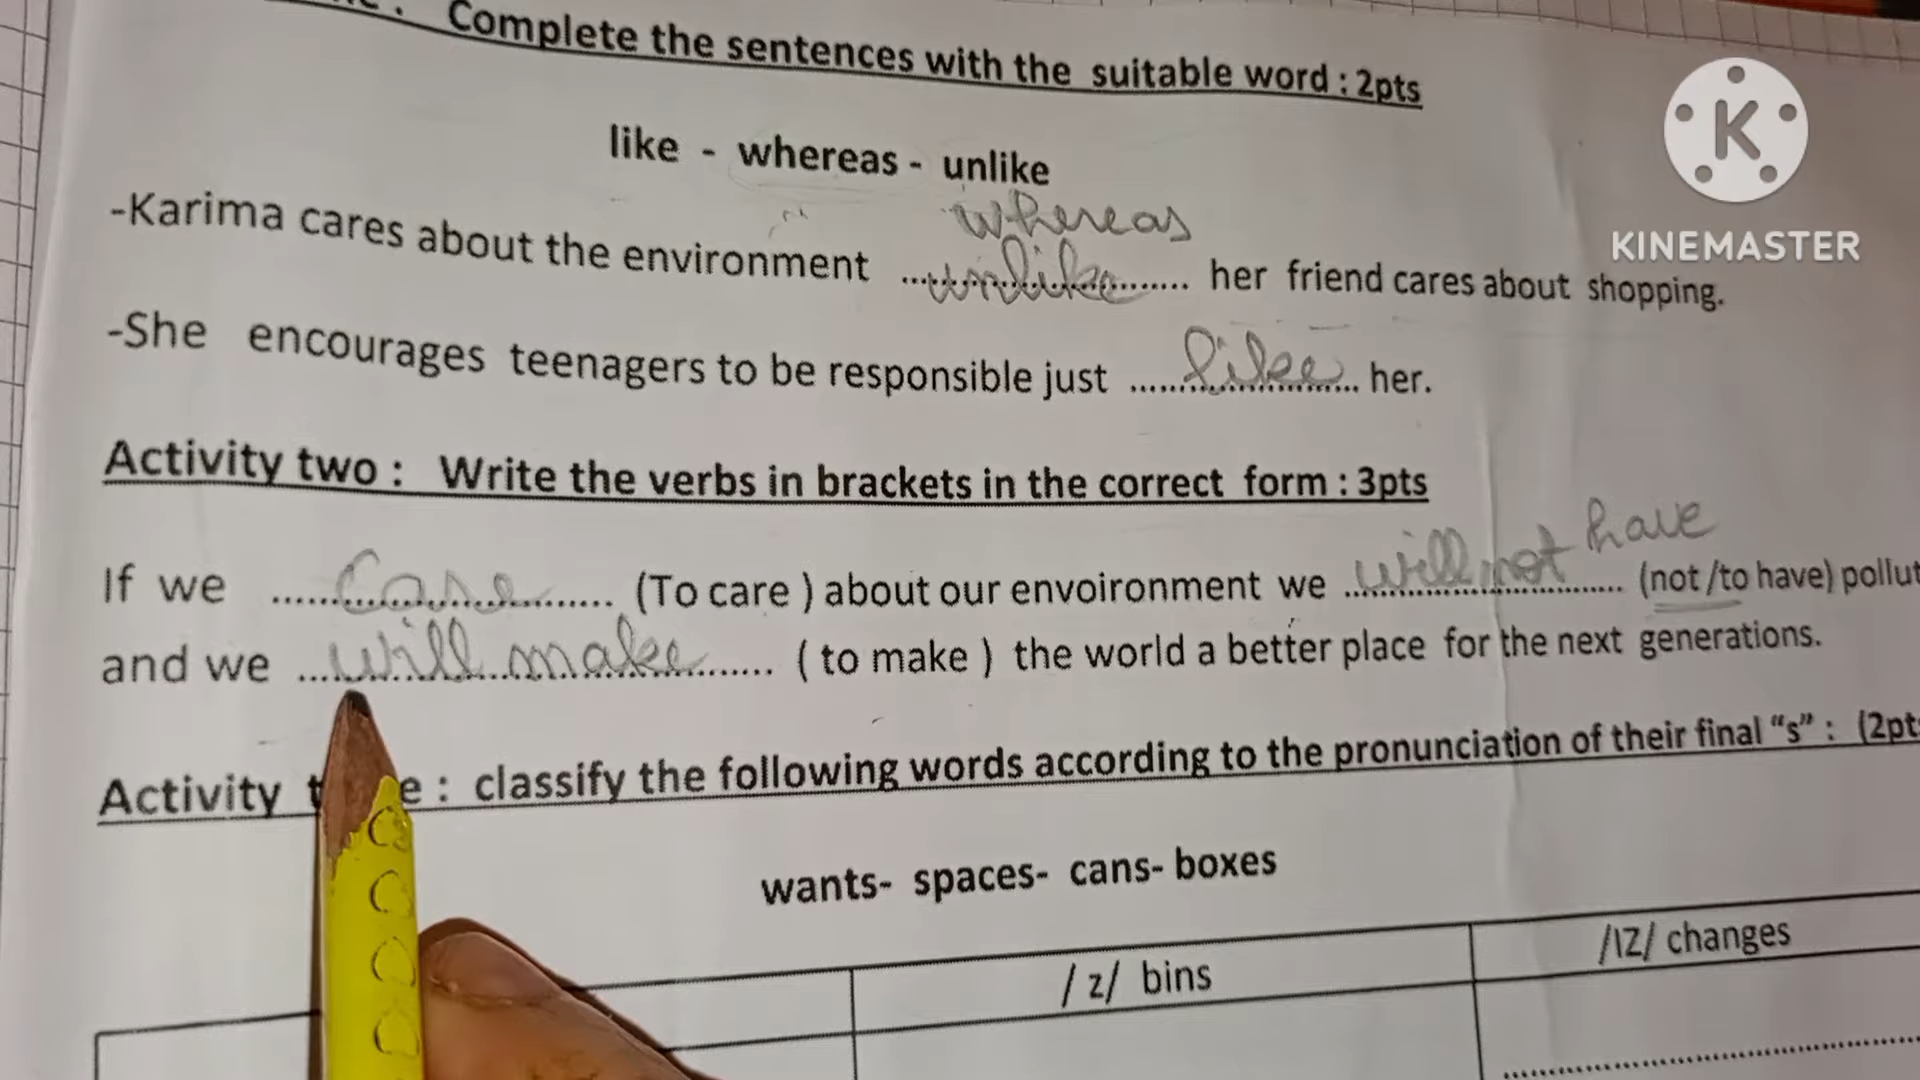 Complete the sentences with the suitable word : 2pts
like - whereas - unlike
whereas
-Karima cares about the environment ...unlike... her friend cares about shopping.
-She encourages teenagers to be responsible just ...like... her.
Activity two : Write the verbs in brackets in the correct form : 3pts
If we ...Care... (To care ) about our envoironment we ...will not have... (not /to have) pollut
and we ...will make... ( to make ) the world a better place for the next generations.
Activity : classify the following words according to the pronunciation of their final “s” : (2pts
wants- spaces- cans- boxes
/ z/ bins
/IZ/ changes
K
KINEMASTER